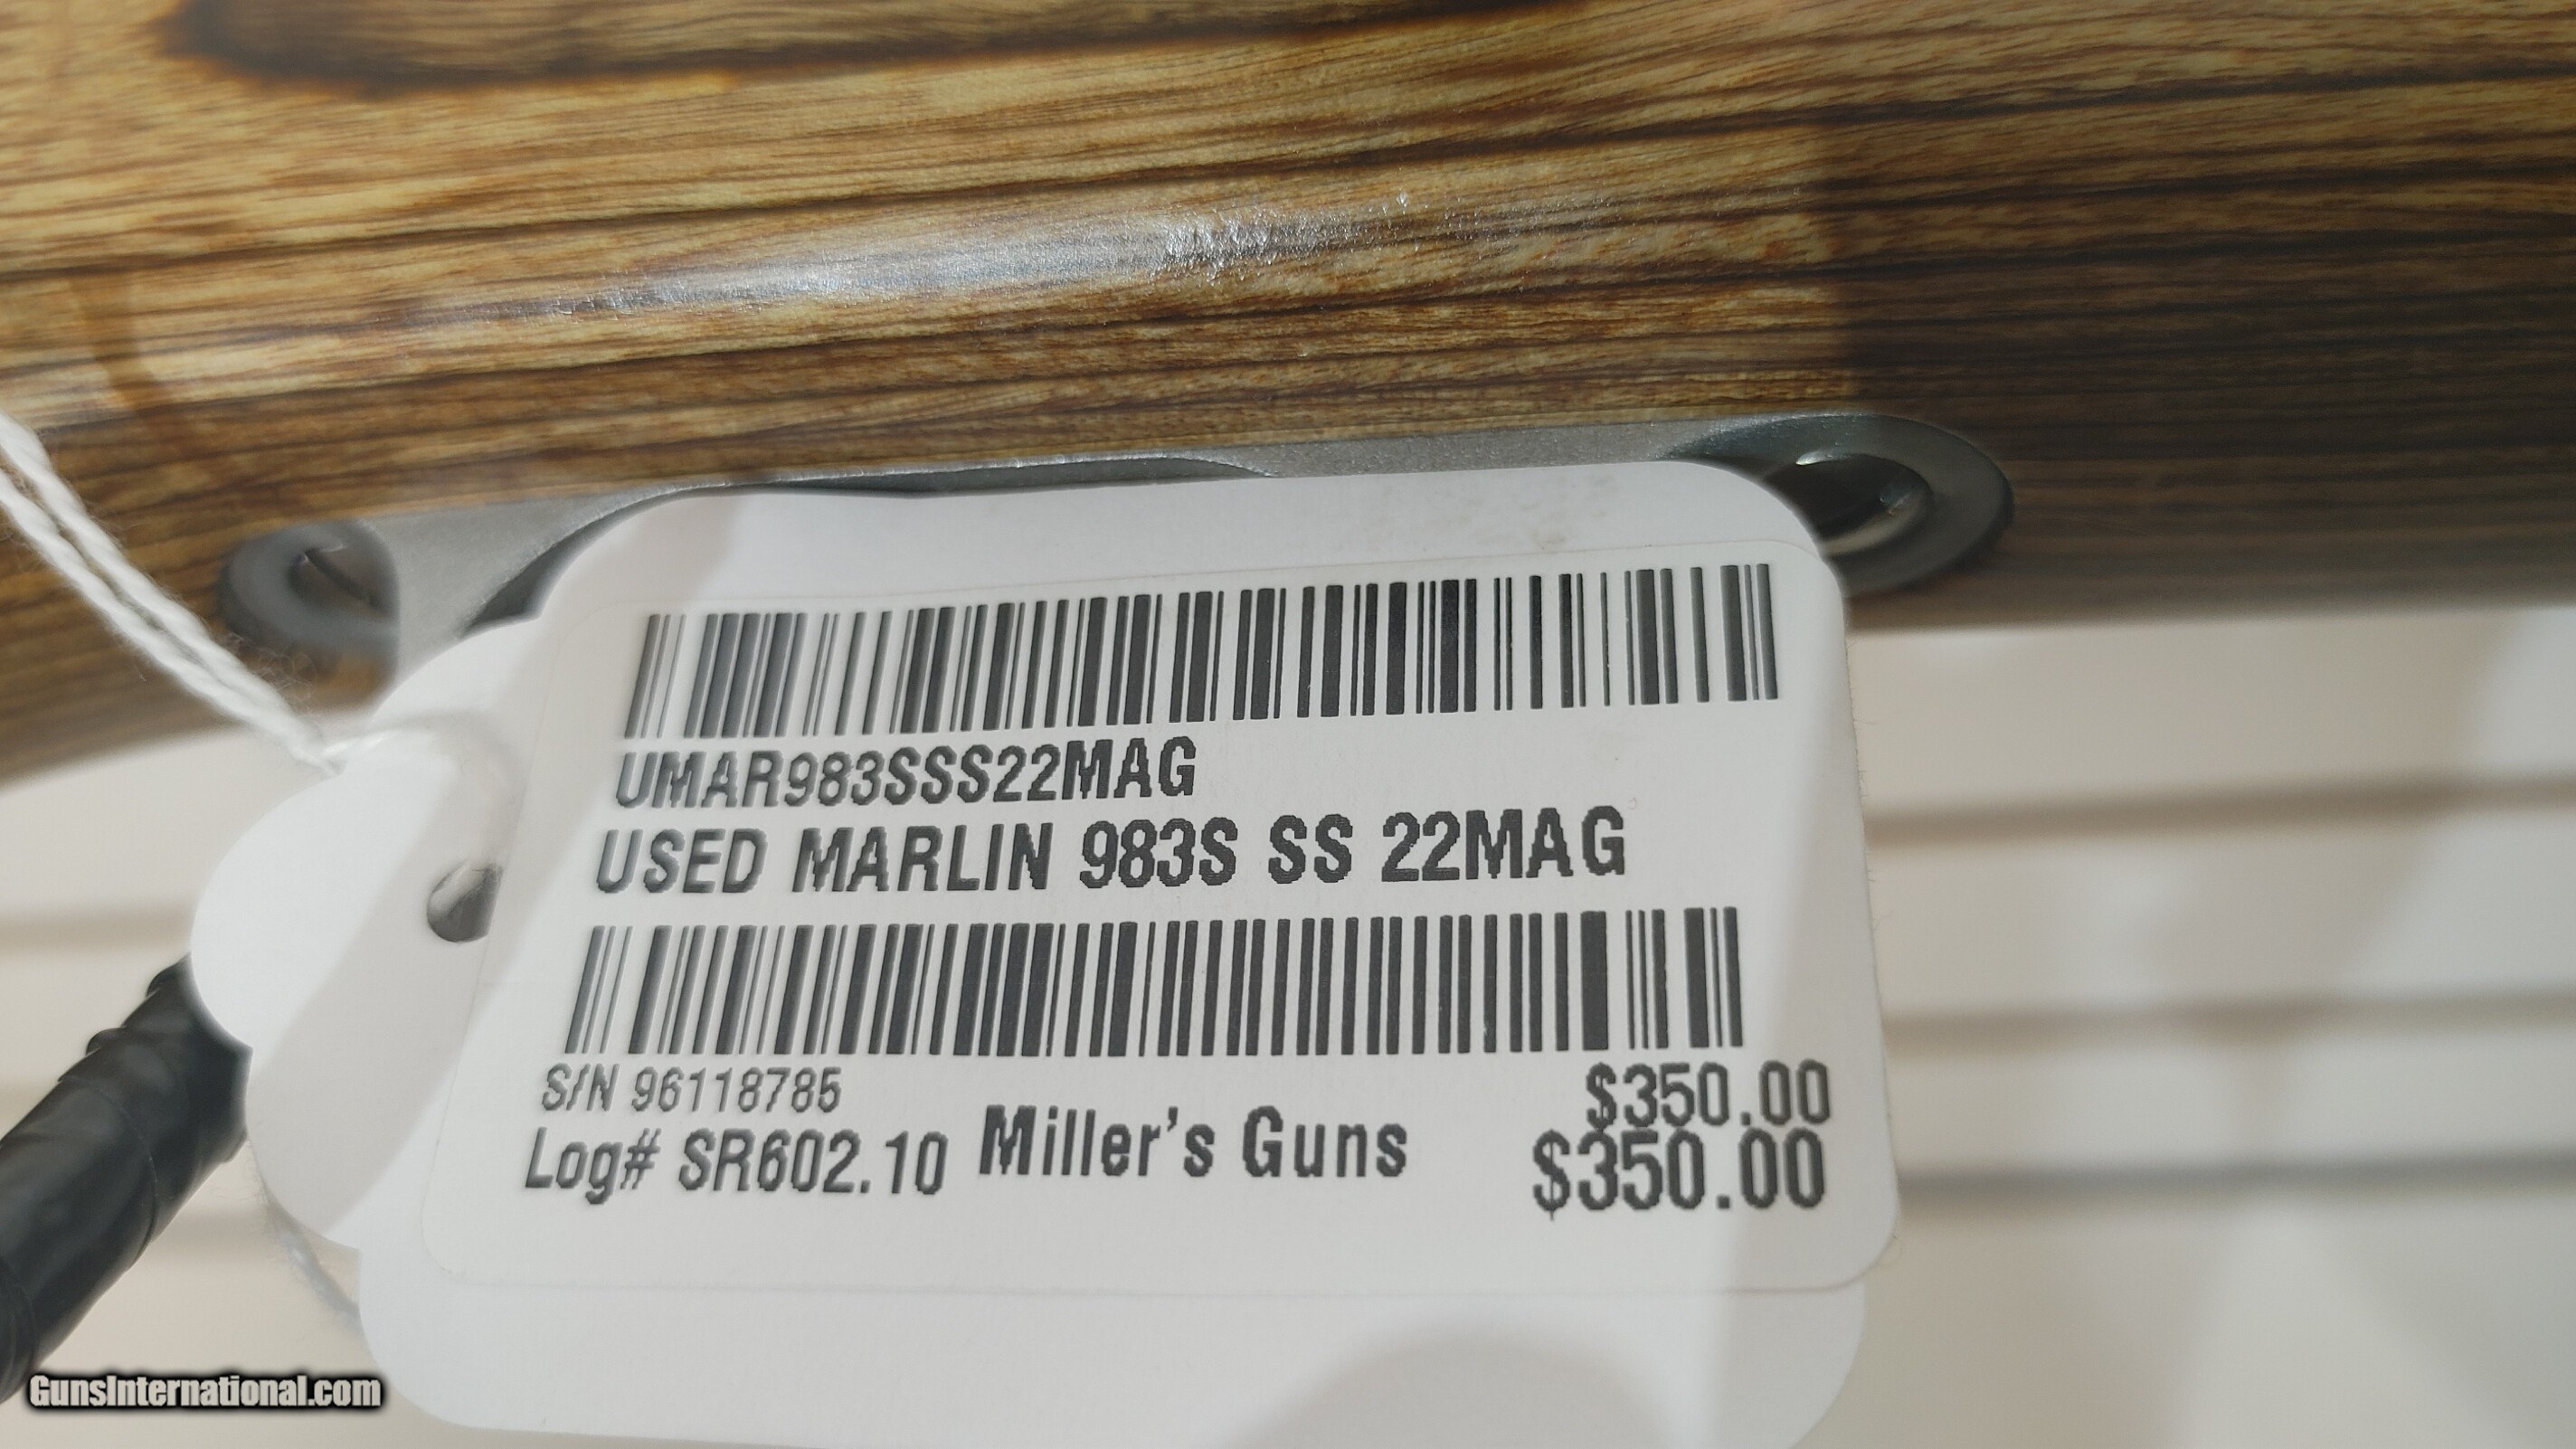 UMAR983SSS22MAG
USED MARLIN 983S SS 22MAG
S/N 96118785
$350.00
Log# SR602.10
Miller's Guns
$350.00
GunsInternational.com